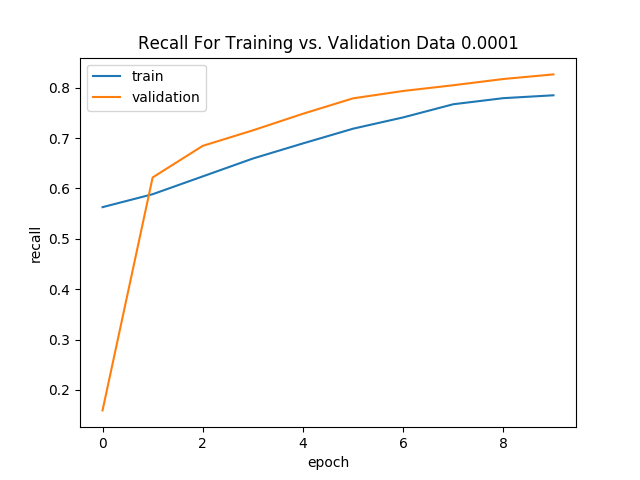 Recall For Training vs. Validation Data 0.0001
train
validation
recall
0.8
0.7
0.6
0.5
0.4
0.3
0.2
0 2 4 6 8
epoch